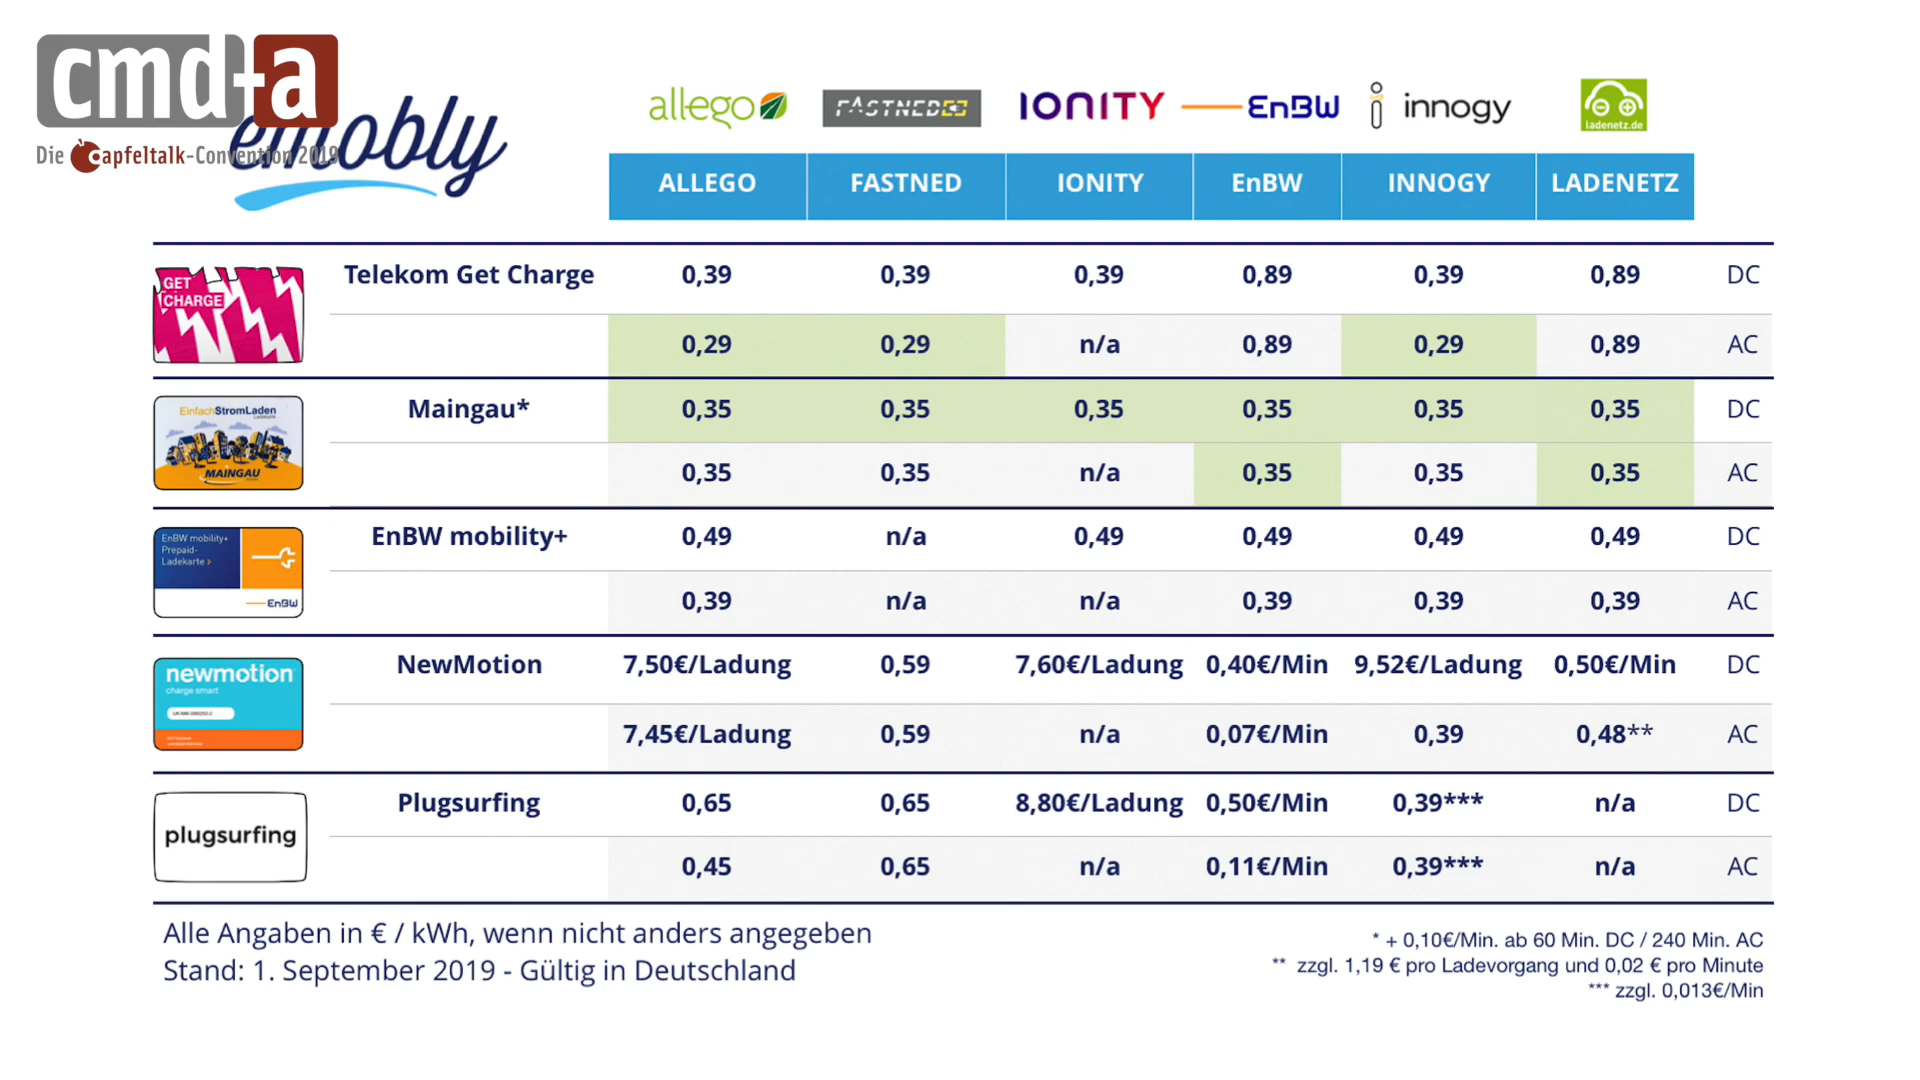 cmd+a
Die apfeltalk-Convention 2019
emobly
allego
FASTNED
IONITY
EnBW
innogy
ladenetz.de
ALLEGO FASTNED IONITY EnBW INNOGY LADENETZ
GET
CHARGE
Telekom Get Charge 0,39 0,39 0,39 0,89 0,39 0,89 DC
0,29 0,29 n/a 0,89 0,29 0,89 AC
EinfachStromLaden
Ladekarte
MAINGAU
Maingau* 0,35 0,35 0,35 0,35 0,35 0,35 DC
0,35 0,35 n/a 0,35 0,35 0,35 AC
EnBW mobility+
Prepaid-
Ladekarte >
EnBW
EnBW mobility+ 0,49 n/a 0,49 0,49 0,49 0,49 DC
0,39 n/a n/a 0,39 0,39 0,39 AC
newmotion
charge smart
NewMotion 7,50€/Ladung 0,59 7,60€/Ladung 0,40€/Min 9,52€/Ladung 0,50€/Min DC
7,45€/Ladung 0,59 n/a 0,07€/Min 0,39 0,48** AC
plugsurfing
Plugsurfing 0,65 0,65 8,80€/Ladung 0,50€/Min 0,39*** n/a DC
0,45 0,65 n/a 0,11€/Min 0,39*** n/a AC
Alle Angaben in € / kWh, wenn nicht anders angegeben
Stand: 1. September 2019 - Gültig in Deutschland
* + 0,10€/Min. ab 60 Min. DC / 240 Min. AC
** zzgl. 1,19 € pro Ladevorgang und 0,02 € pro Minute
*** zzgl. 0,013€/Min